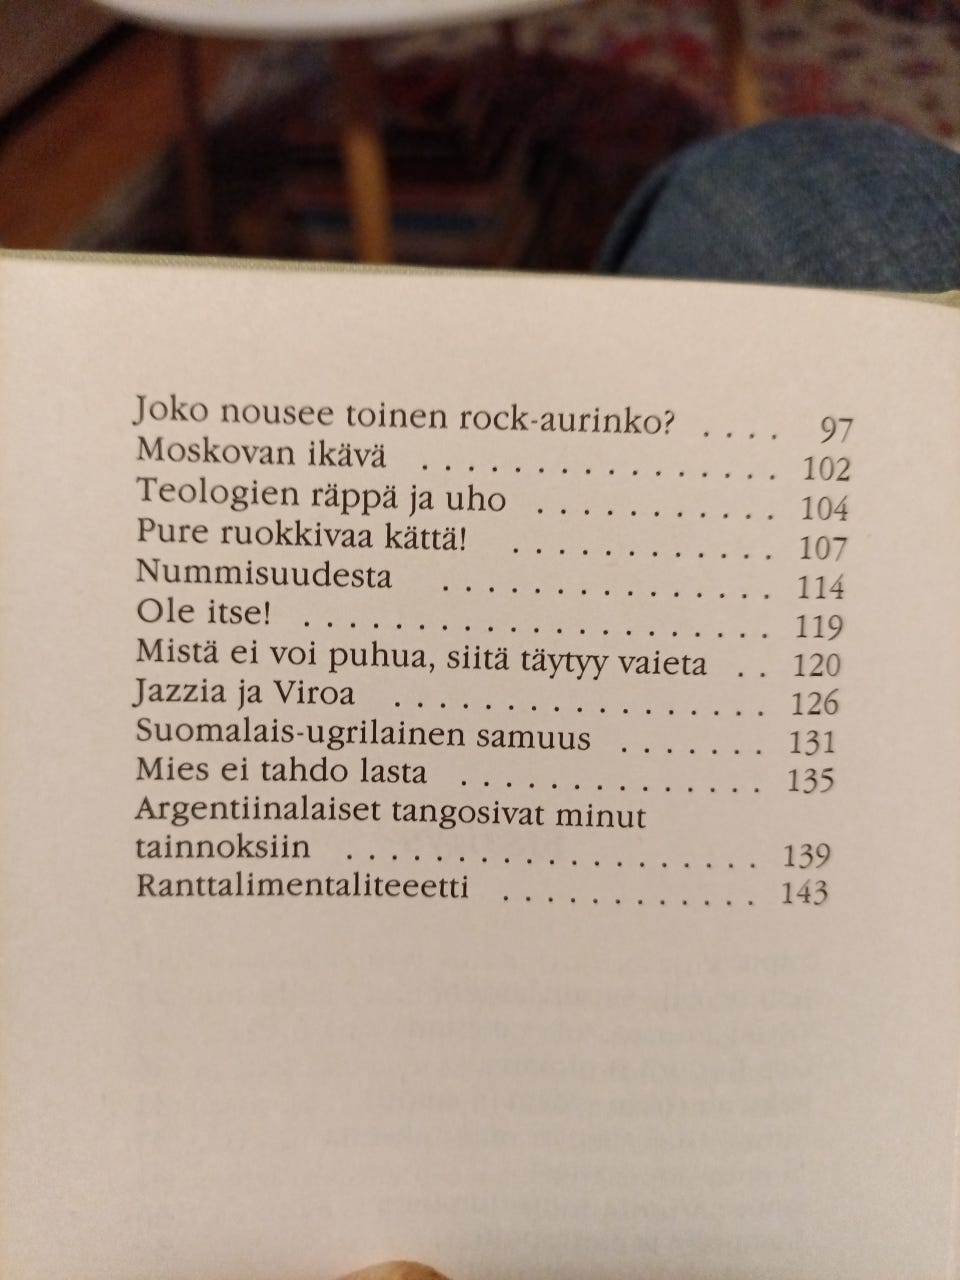 Joko nousee toinen rock-aurinko? . . . . 97
Moskovan ikävä . . . . . . . . . . . . . . . . 102
Teologien räppä ja uho . . . . . . . . . . . 104
Pure ruokkivaa kättä! . . . . . . . . . . . . 107
Nummisuudesta . . . . . . . . . . . . . . . 114
Ole itse! . . . . . . . . . . . . . . . . . . . . . 119
Mistä ei voi puhua, siitä täytyy vaieta . . 120
Jazzia ja Viroa . . . . . . . . . . . . . . . . . 126
Suomalais-ugrilainen samuus . . . . . . . 131
Mies ei tahdo lasta . . . . . . . . . . . . . . 135
Argentiinalaiset tangosivat minut
tainnoksiin . . . . . . . . . . . . . . . . . . . 139
Ranttalimentaliteeetti . . . . . . . . . . . . 143